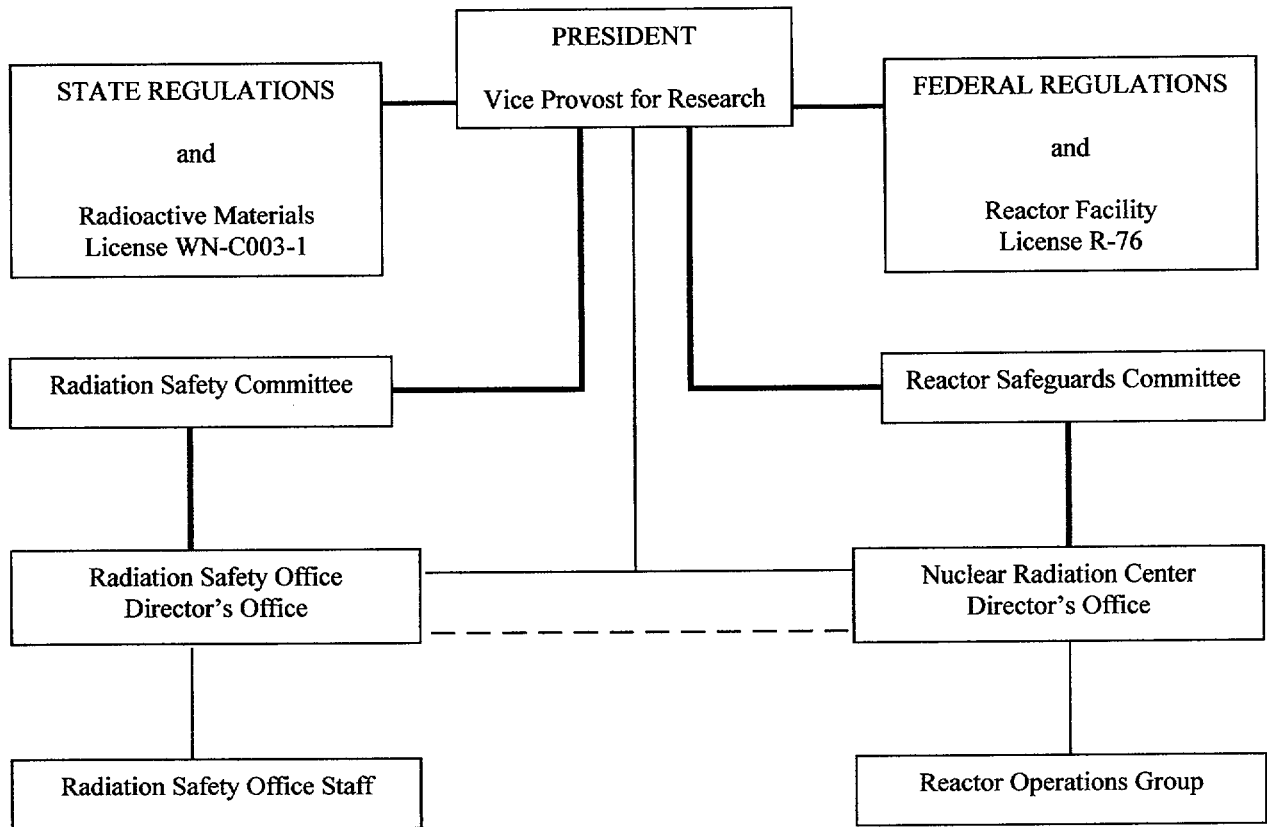 PRESIDENT
Vice Provost for Research
STATE REGULATIONS
and
Radioactive Materials
License WN-C003-1
FEDERAL REGULATIONS
and
Reactor Facility
License R-76
Radiation Safety Committee
Reactor Safeguards Committee
Radiation Safety Office
Director's Office
Nuclear Radiation Center
Director's Office
Radiation Safety Office Staff
Reactor Operations Group